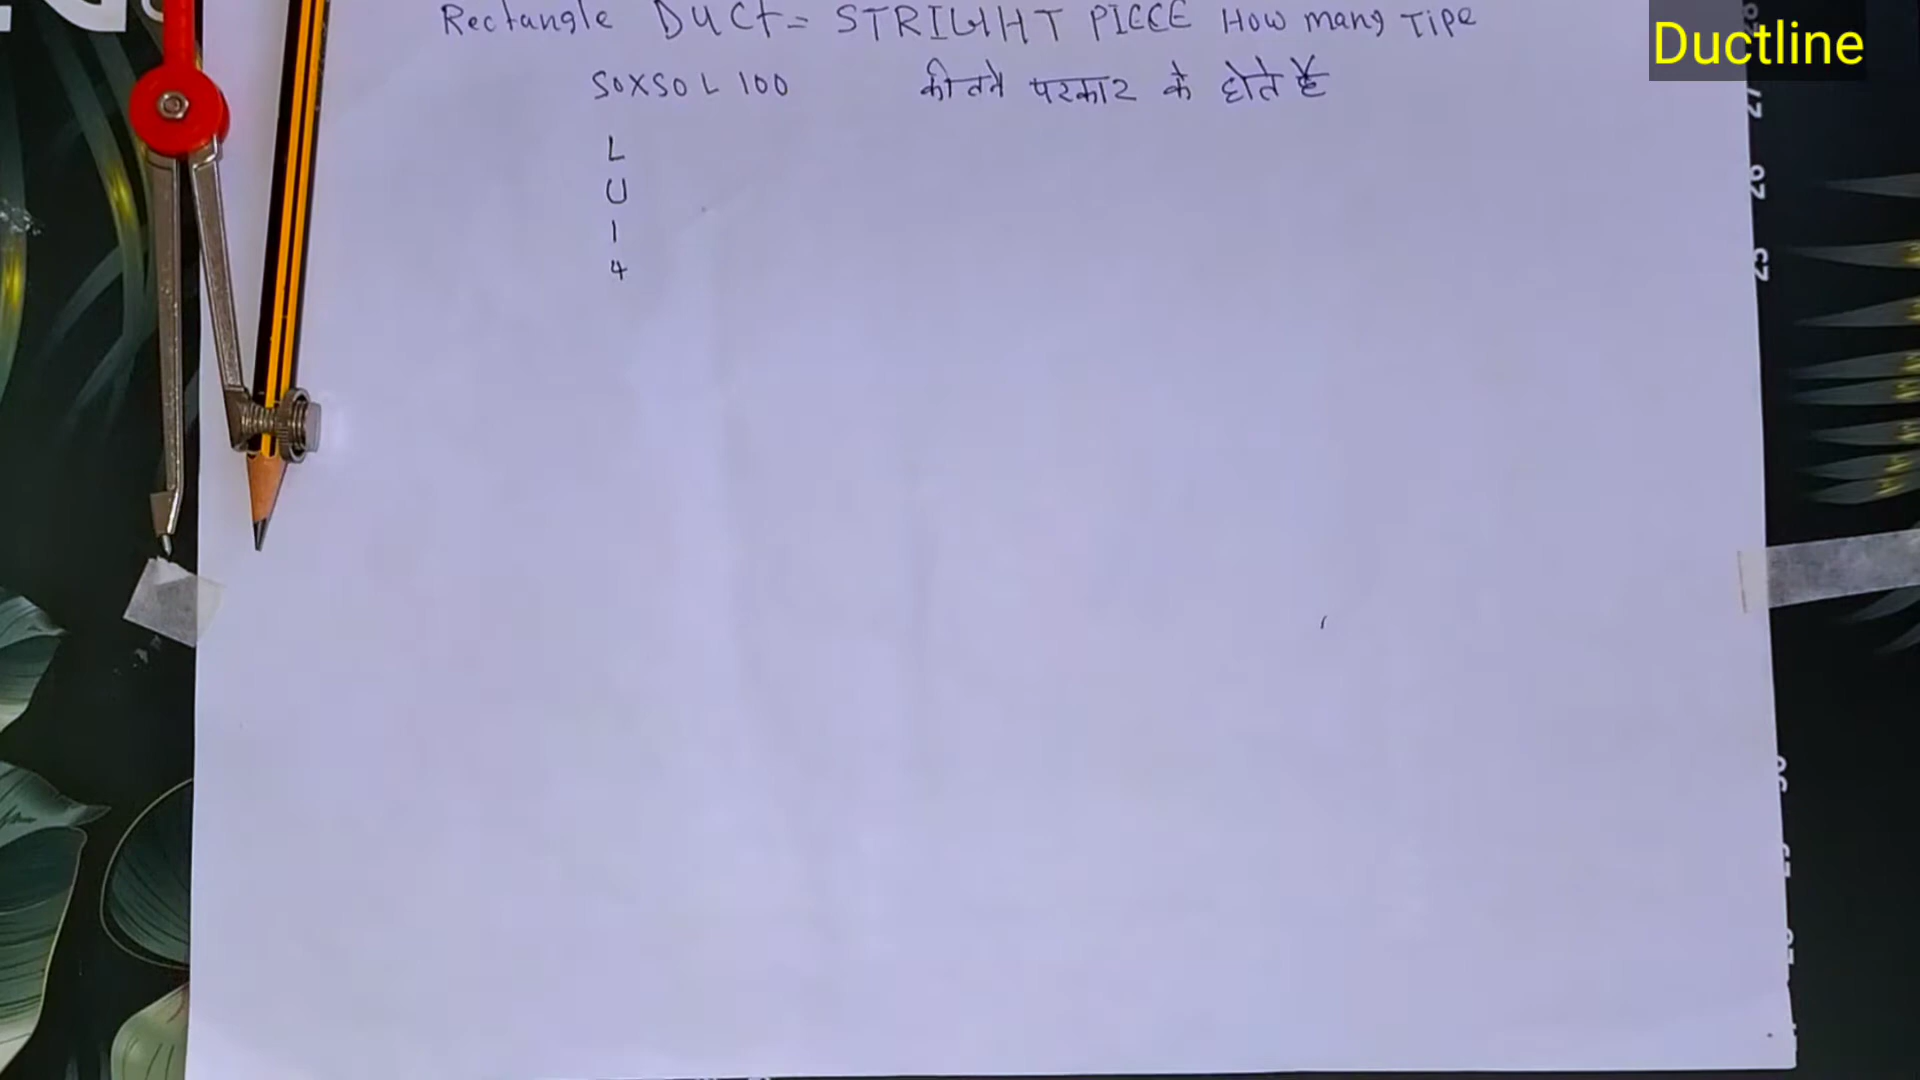 Rectangle DUCT = STRIGHT PIECE How many Tipe
Ductline
50X50 L 100 कीतने परकार के होते है
L
U
I
4